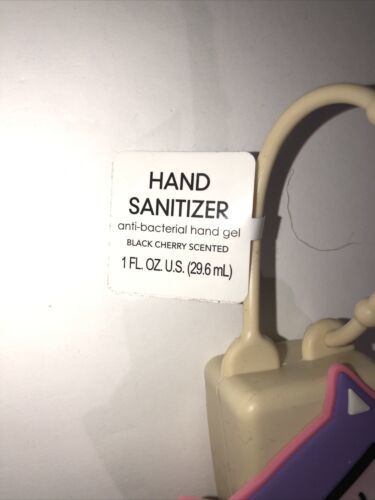 HAND
SANITIZER
anti-bacterial hand gel
BLACK CHERRY SCENTED
1 FL. OZ. U.S. (29.6 mL)